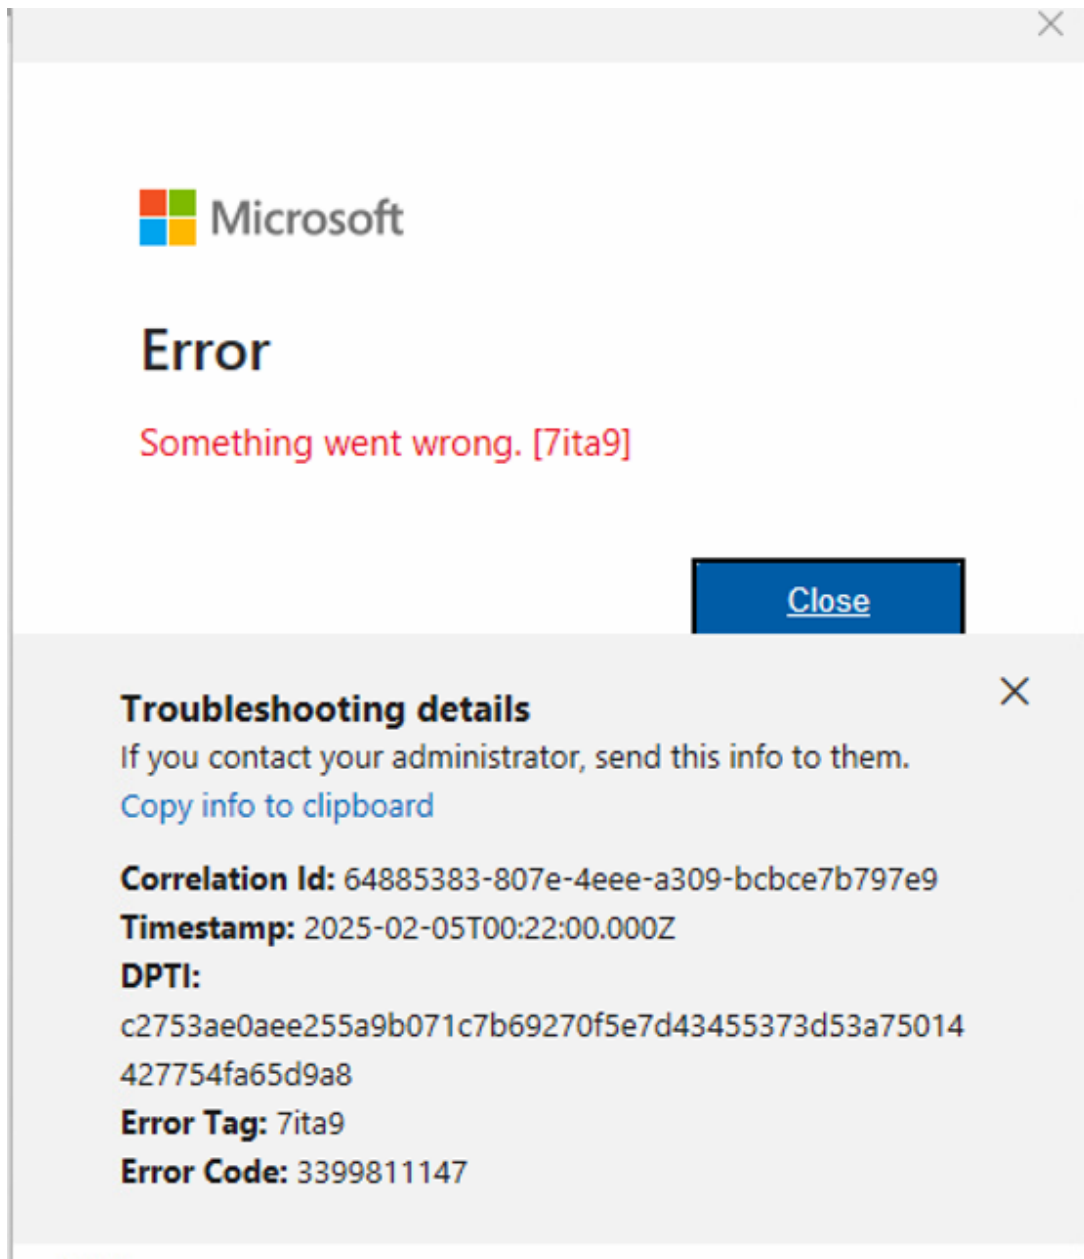 Microsoft
Error
Something went wrong. [7ita9]
Close
Troubleshooting details
If you contact your administrator, send this info to them.
Copy info to clipboard
Correlation Id: 64885383-807e-4eee-a309-bcbce7b797e9
Timestamp: 2025-02-05T00:22:00.000Z
DPTI:
c2753ae0aee255a9b071c7b69270f5e7d43455373d53a75014
427754fa65d9a8
Error Tag: 7ita9
Error Code: 3399811147